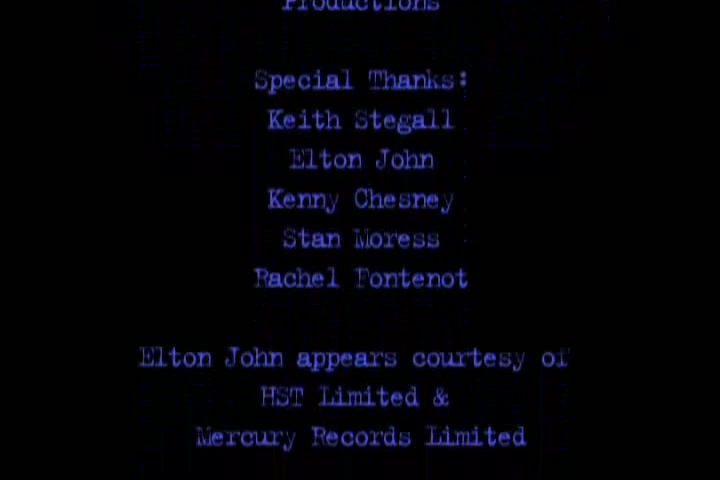 Productions
Special Thanks:
Keith Stegall
Elton John
Kenny Chesney
Stan Moress
Rachel Fontenot
Elton John appears courtesy of
HST Limited &
Mercury Records Limited